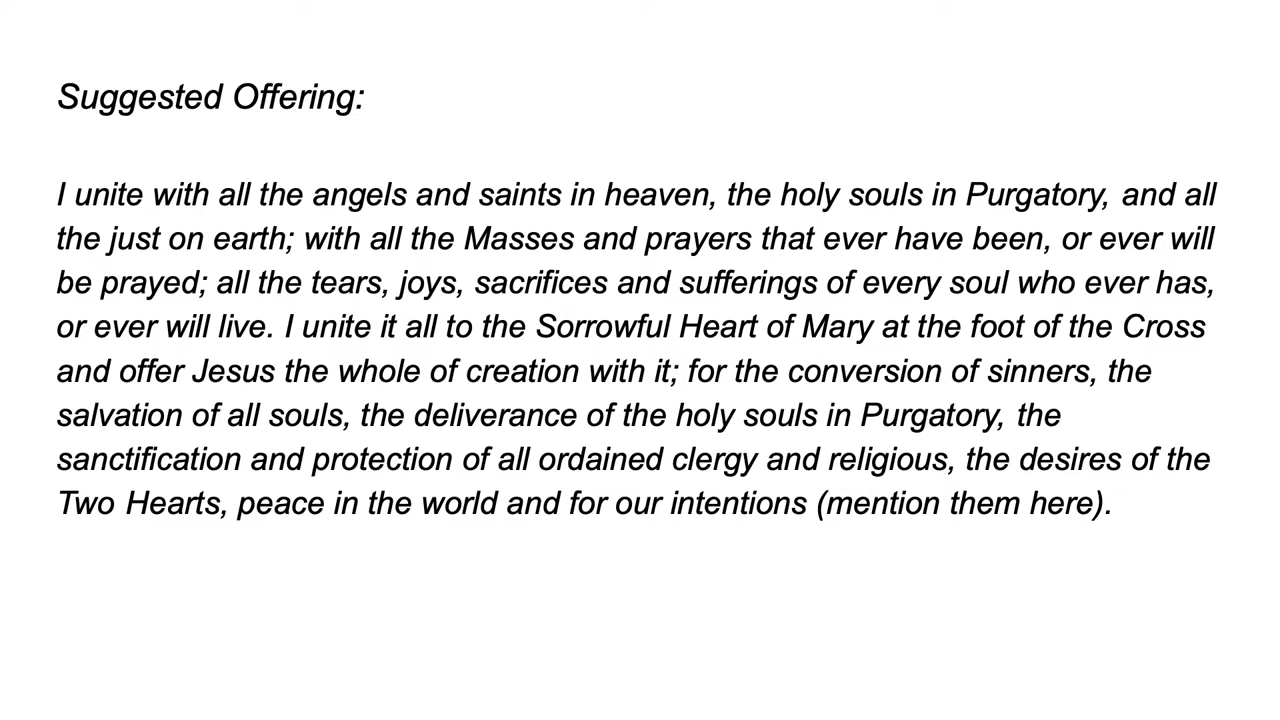 Suggested Offering:
I unite with all the angels and saints in heaven, the holy souls in Purgatory, and all
the just on earth; with all the Masses and prayers that ever have been, or ever will
be prayed; all the tears, joys, sacrifices and sufferings of every soul who ever has,
or ever will live. I unite it all to the Sorrowful Heart of Mary at the foot of the Cross
and offer Jesus the whole of creation with it; for the conversion of sinners, the
salvation of all souls, the deliverance of the holy souls in Purgatory, the
sanctification and protection of all ordained clergy and religious, the desires of the
Two Hearts, peace in the world and for our intentions (mention them here).